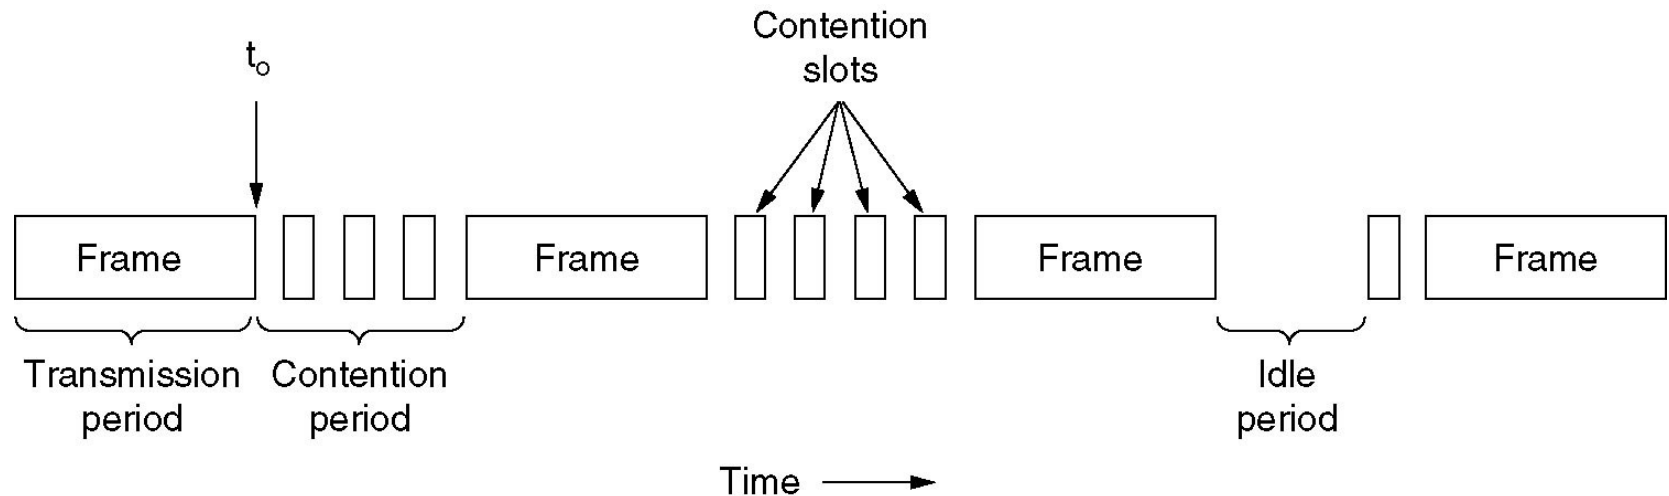 t₀
Contention
slots
Frame
Frame
Frame
Frame
Transmission
period
Contention
period
Idle
period
Time